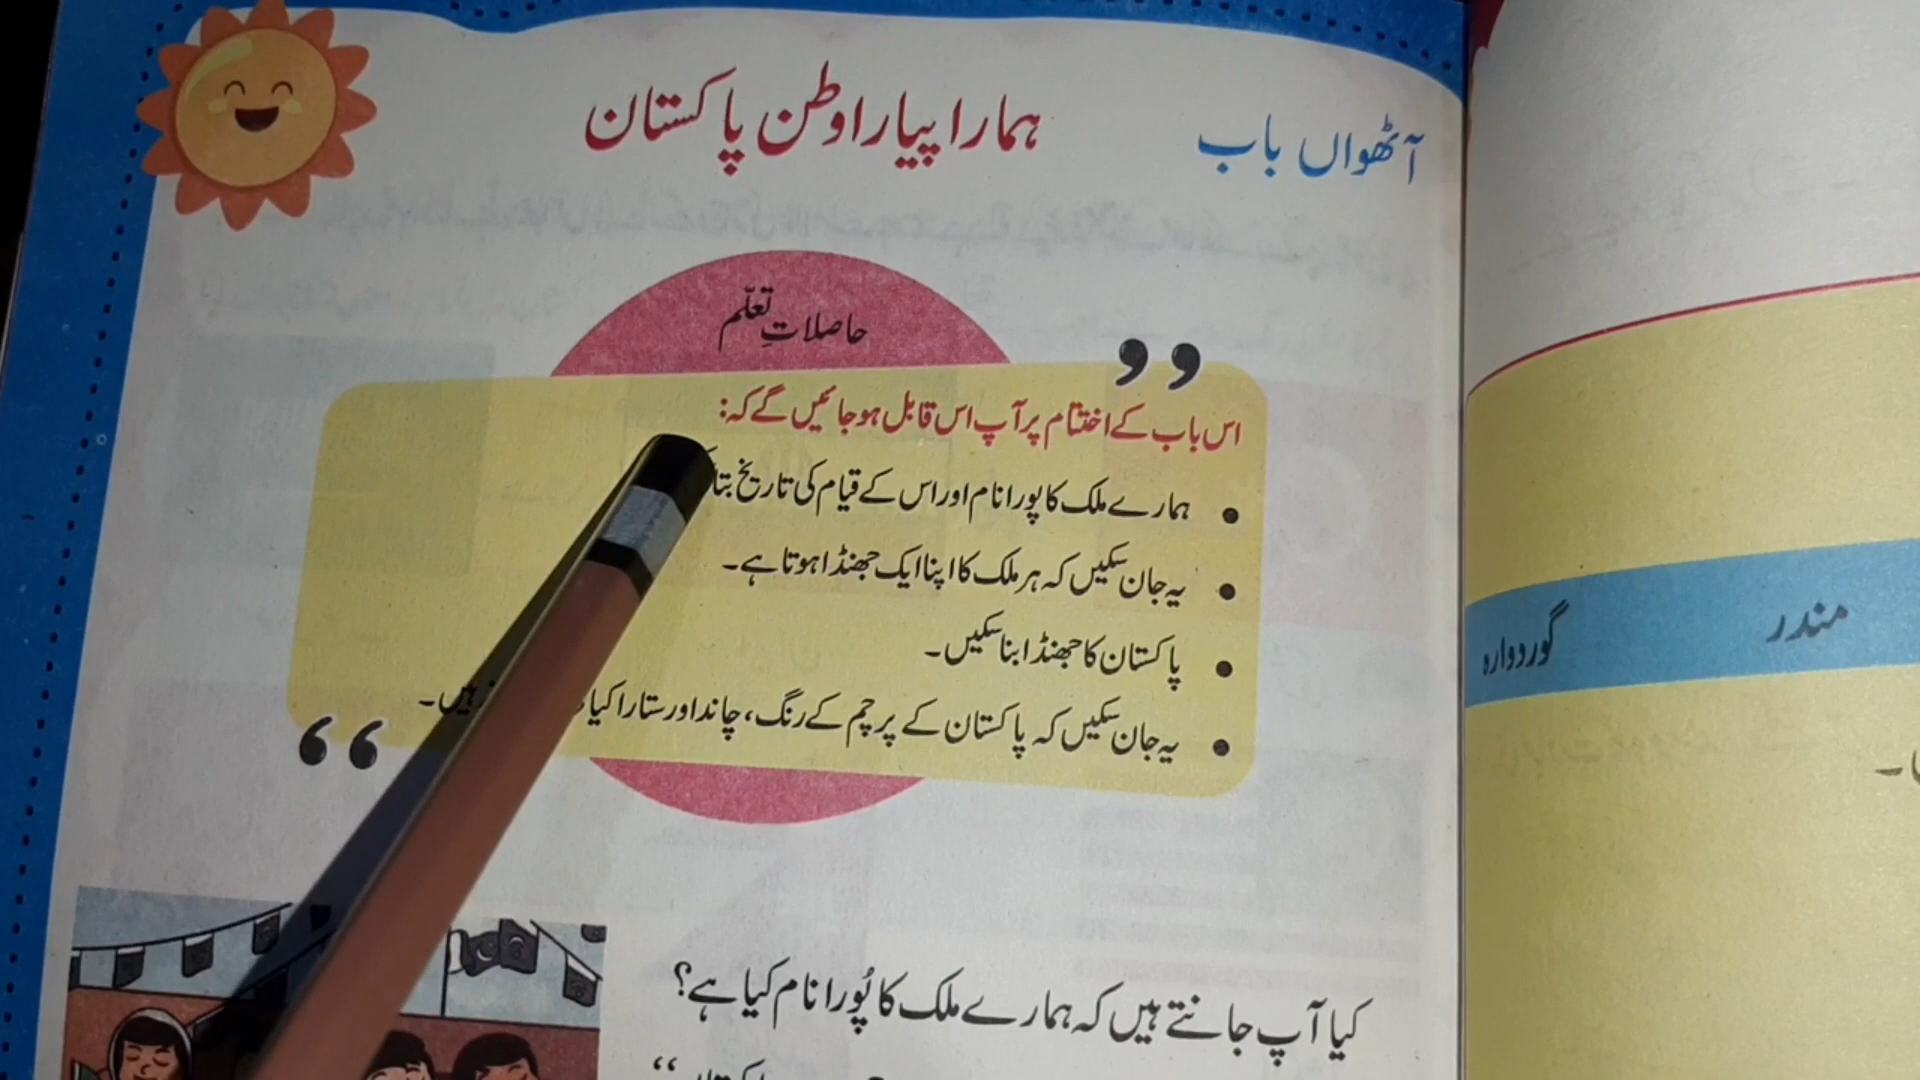 آٹھواں باب
ہمارا پیارا وطن پاکستان
حاصلاتِ تعلّم
اس باب کے اختتام پر آپ اس قابل ہو جائیں گے کہ:
ہمارے ملک کا پورا نام اور اس کے قیام کی تاریخ
یہ جان سکیں کہ ہر ملک کا اپنا ایک جھنڈا ہوتا ہے۔
پاکستان کا جھنڈا بنا سکیں۔
یہ جان سکیں کہ پاکستان کے پرچم کے رنگ، چاند اور ستارا کیا ہیں۔
کیا آپ جانتے ہیں کہ ہمارے ملک کا پُورا نام کیا ہے؟
مندر
گوردوارہ